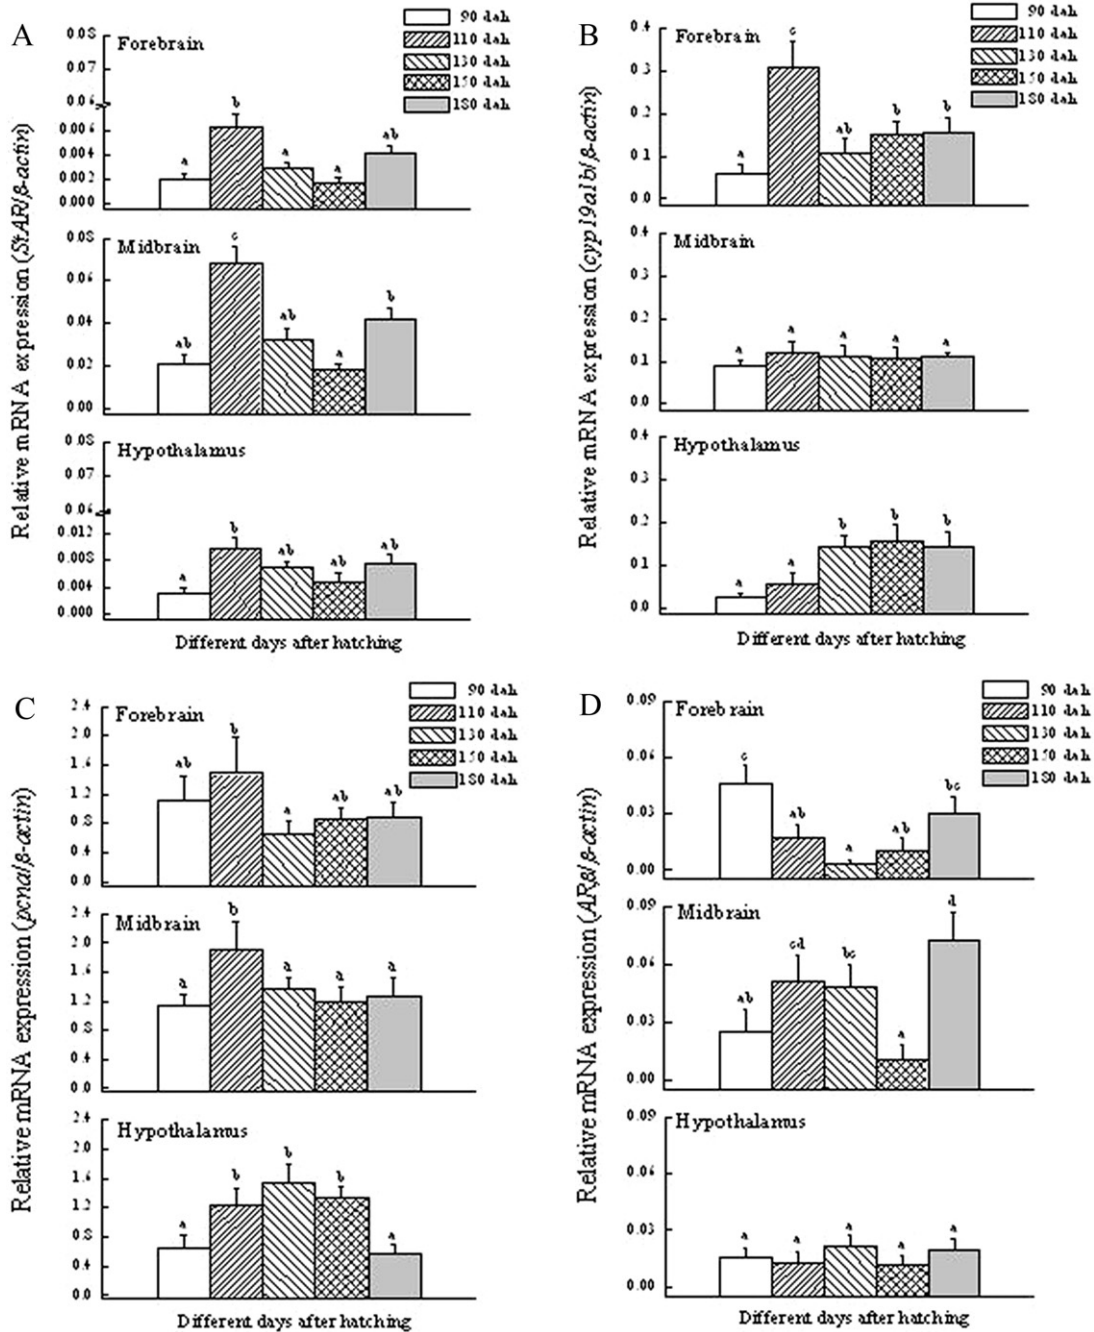 A
0.08
Forebrain
0.07
0.06
0.006
0.004
0.002
0.000
a
b
a
a
ab
90 dah
110 dah
130 dah
150 dah
180 dah
0.08
Midbrain
0.06
0.04
0.02
0.00
ab
c
ab
a
b
0.08
Hypothalamus
0.07
0.06
0.012
0.008
0.004
0.000
a
b
ab
ab
ab
Relative mRNA expression (StAR/β-actin)
Different days after hatching
B
0.4
Forebrain
0.3
0.2
0.1
0.0
a
c
ab
b
b
90 dah
110 dah
130 dah
150 dah
180 dah
0.4
Midbrain
0.3
0.2
0.1
0.0
a
a
a
a
a
0.4
Hypothalamus
0.3
0.2
0.1
0.0
a
a
b
b
b
Relative mRNA expression (cyp19a1b/β-actin)
Different days after hatching
C
2.4
Forebrain
2.0
1.6
1.2
0.8
0.4
0.0
ab
b
a
ab
ab
90 dah
110 dah
130 dah
150 dah
180 dah
2.4
Midbrain
2.0
1.6
1.2
0.8
0.4
0.0
a
b
a
a
a
2.4
Hypothalamus
2.0
1.6
1.2
0.8
0.4
0.0
a
b
b
b
a
Relative mRNA expression (pcna/β-actin)
Different days after hatching
D
0.09
Forebrain
0.06
0.03
0.00
c
ab
a
ab
bc
90 dah
110 dah
130 dah
150 dah
180 dah
0.09
Midbrain
0.06
0.03
0.00
ab
cd
bc
a
d
0.09
Hypothalamus
0.06
0.03
0.00
a
a
a
a
a
Relative mRNA expression (ARβ/β-actin)
Different days after hatching